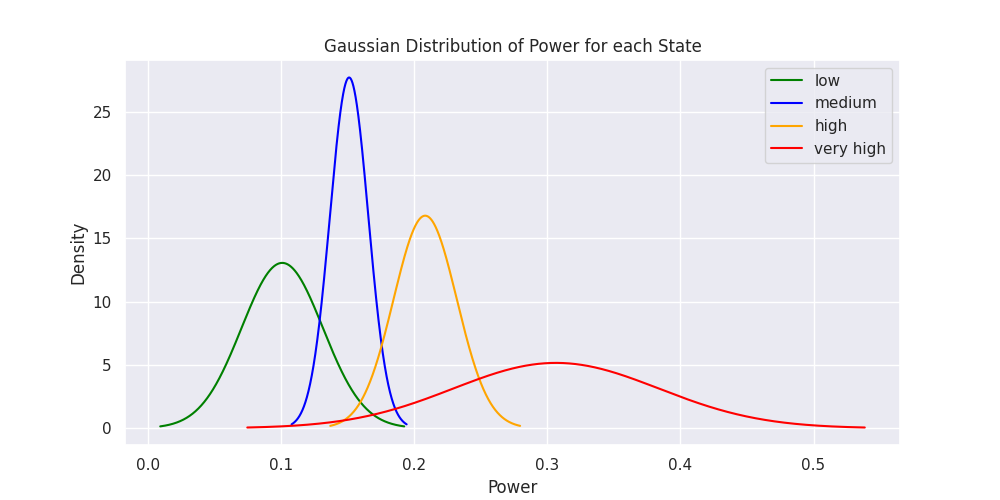 Gaussian Distribution of Power for each State
low
medium
high
very high
Density
25
20
15
10
5
0
0.0 0.1 0.2 0.3 0.4 0.5
Power